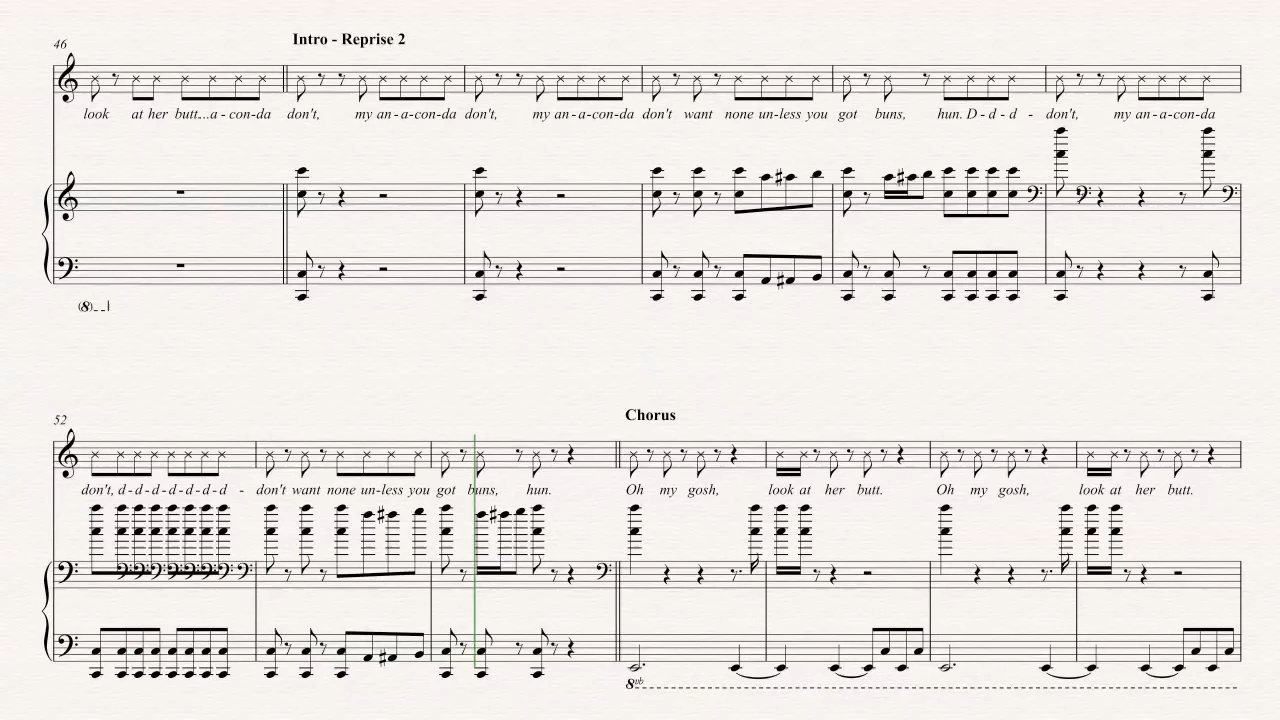 46
Intro - Reprise 2
look at her butt...a - con-da don't, my an-a-con-da don't, my an-a-con-da don't want none un-less you got buns, hun. D - d - d - don't, my an-a-con-da
(8)
52
Chorus
don't, d - d - d - d - d - d - d - don't want none un-less you got buns, hun. Oh my gosh, look at her butt. Oh my gosh, look at her butt.
8vb